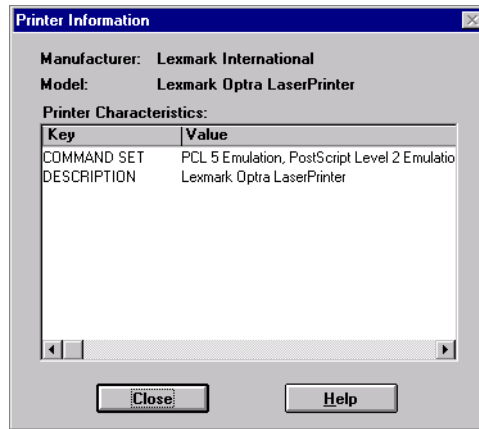 Printer Information
Manufacturer: Lexmark International
Model: Lexmark Optra LaserPrinter
Printer Characteristics:
Key Value
COMMAND SET PCL 5 Emulation, PostScript Level 2 Emulatio
DESCRIPTION Lexmark Optra LaserPrinter
Close Help